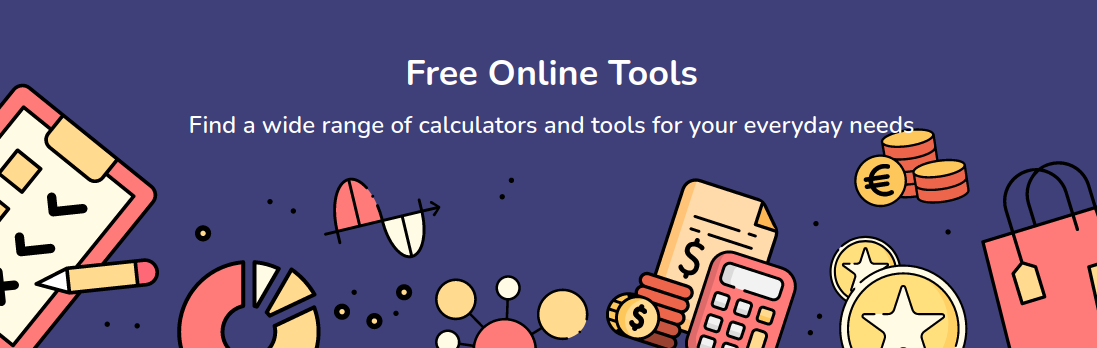 Free Online Tools
Find a wide range of calculators and tools for your everyday needs
€
$
$